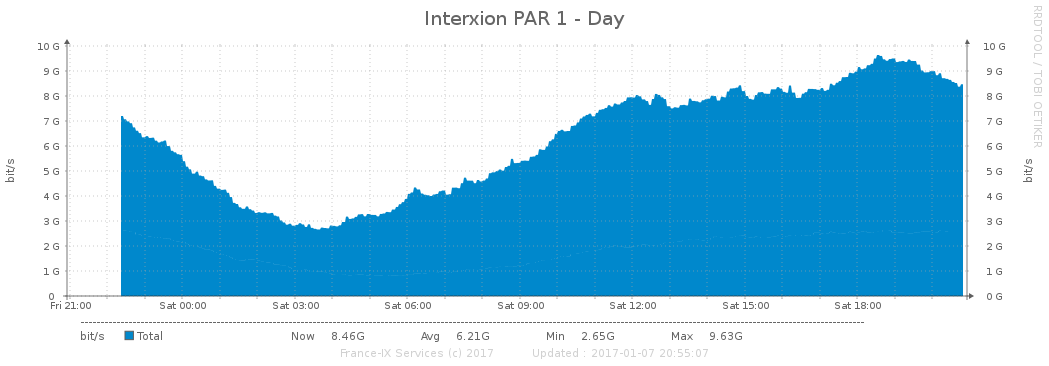 Interxion PAR 1 - Day
RRDTOOL / TOBI OETIKER
10 G 10 G
9 G 9 G
8 G 8 G
7 G 7 G
6 G 6 G
5 G 5 G
4 G 4 G
3 G 3 G
2 G 2 G
1 G 1 G
0 0 G
bit/s
bit/s
Fri 21:00 Sat 00:00 Sat 03:00 Sat 06:00 Sat 09:00 Sat 12:00 Sat 15:00 Sat 18:00
bit/s Total Now 8.46G Avg 6.21G Min 2.65G Max 9.63G
France-IX Services (c) 2017 Updated : 2017-01-07 20:55:07